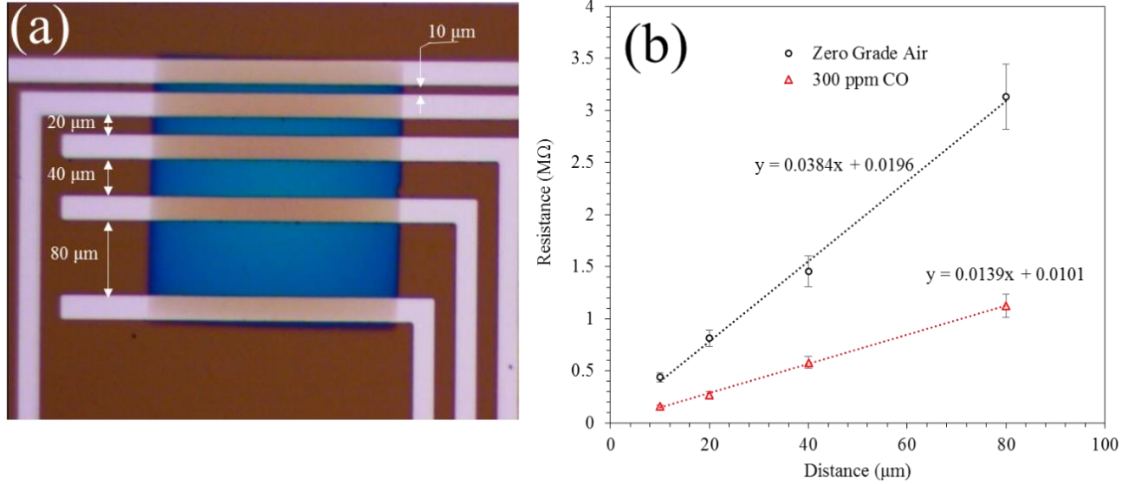 (a)
10 μm
20 μm
40 μm
80 μm
(b)
4
3.5
3
2.5
2
1.5
1
0.5
0
Resistance (MΩ)
Zero Grade Air
300 ppm CO
y = 0.0384x + 0.0196
y = 0.0139x + 0.0101
0 20 40 60 80 100
Distance (μm)